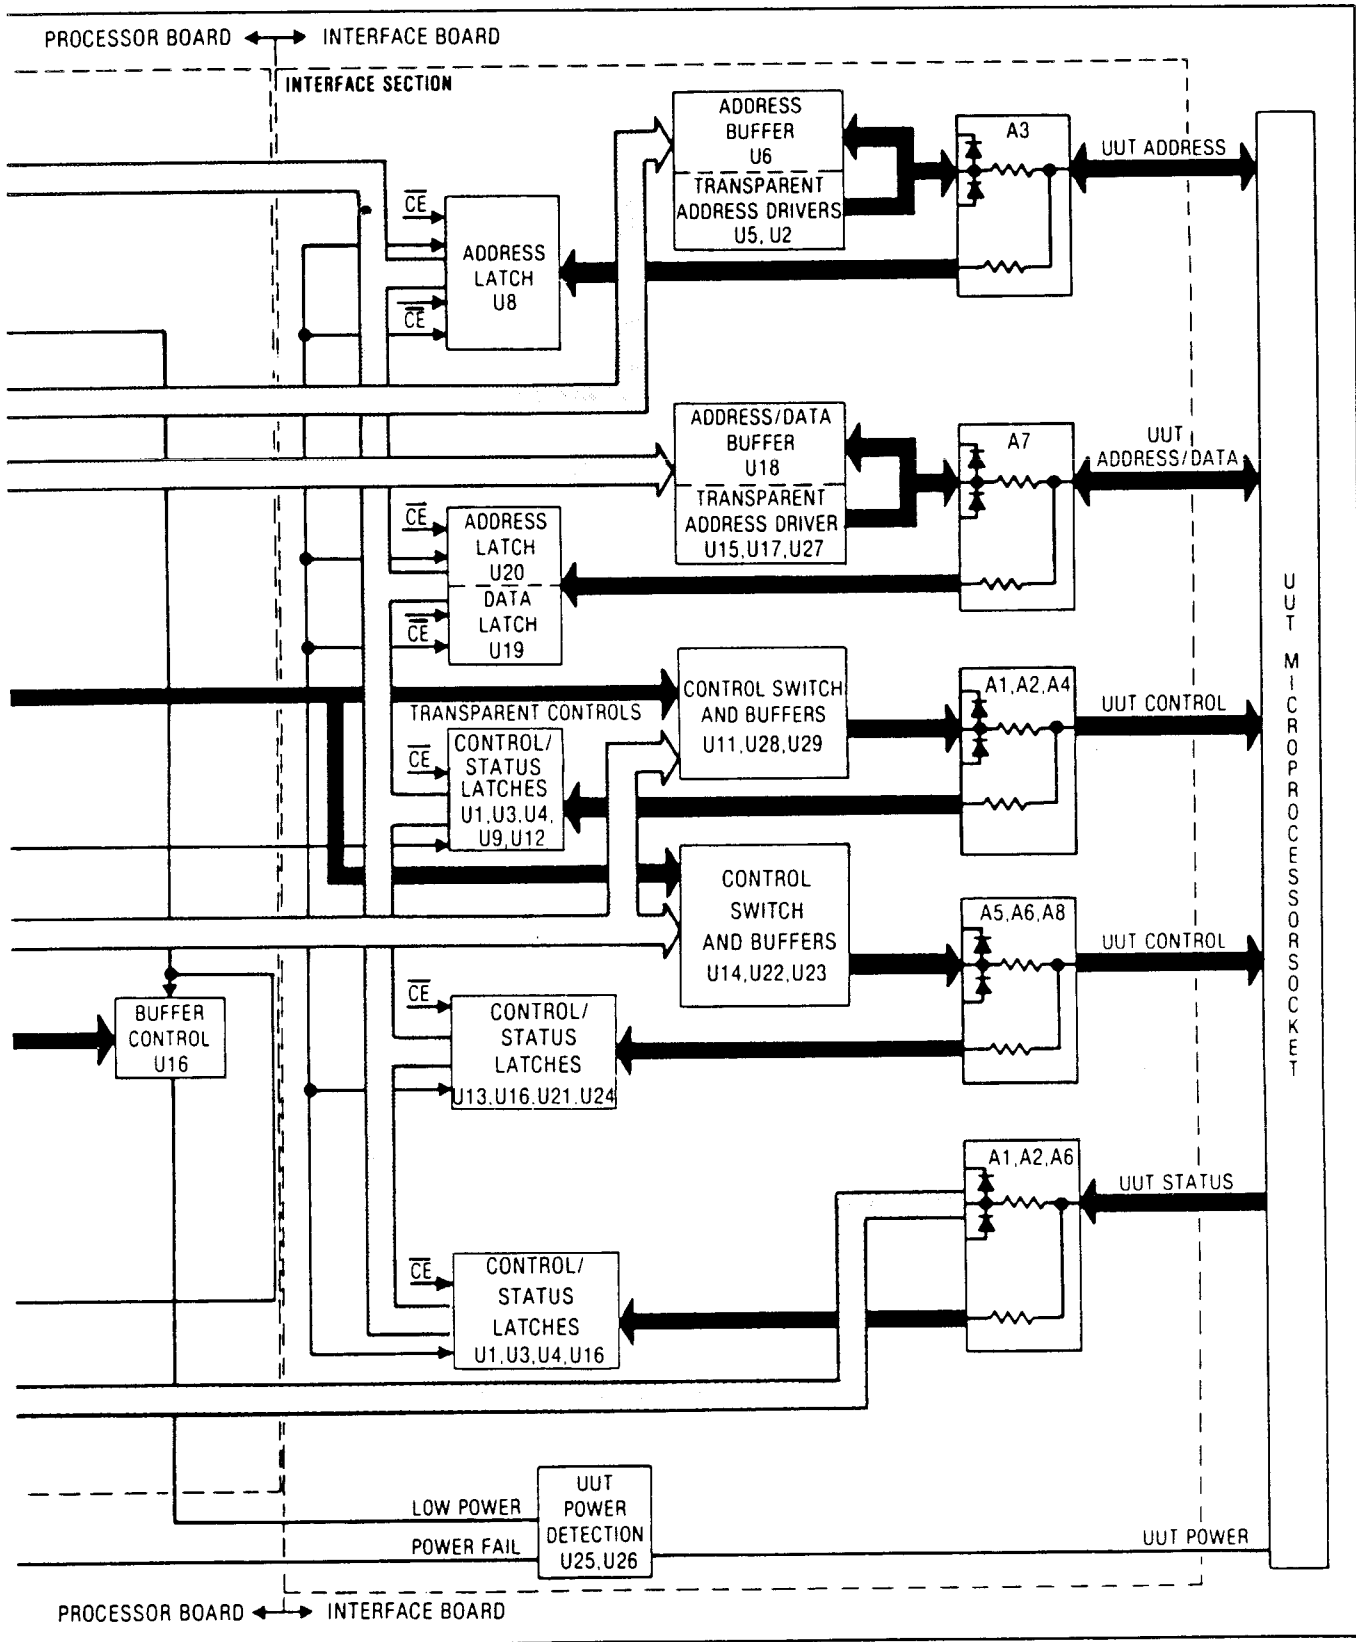 PROCESSOR BOARD
INTERFACE BOARD
INTERFACE SECTION
ADDRESS
BUFFER
U6
TRANSPARENT
ADDRESS DRIVERS
U5, U2
A3
UUT ADDRESS
CE
ADDRESS
LATCH
U8
CE
ADDRESS/DATA
BUFFER
U18
TRANSPARENT
ADDRESS DRIVER
U15,U17,U27
A7
UUT
ADDRESS/DATA
CE
ADDRESS
LATCH
U20
DATA
LATCH
U19
CE
UUT MICROPROCESSOR SOCKET
TRANSPARENT CONTROLS
CONTROL SWITCH
AND BUFFERS
U11,U28,U29
A1,A2,A4
UUT CONTROL
CE
CONTROL/
STATUS
LATCHES
U1,U3,U4,
U9,U12
CONTROL
SWITCH
AND BUFFERS
U14,U22,U23
A5,A6,A8
UUT CONTROL
BUFFER
CONTROL
U16
CE
CONTROL/
STATUS
LATCHES
U13,U16.U21.U24
A1,A2,A6
UUT STATUS
CE
CONTROL/
STATUS
LATCHES
U1,U3,U4,U16
LOW POWER
POWER FAIL
UUT
POWER
DETECTION
U25,U26
UUT POWER
PROCESSOR BOARD
INTERFACE BOARD